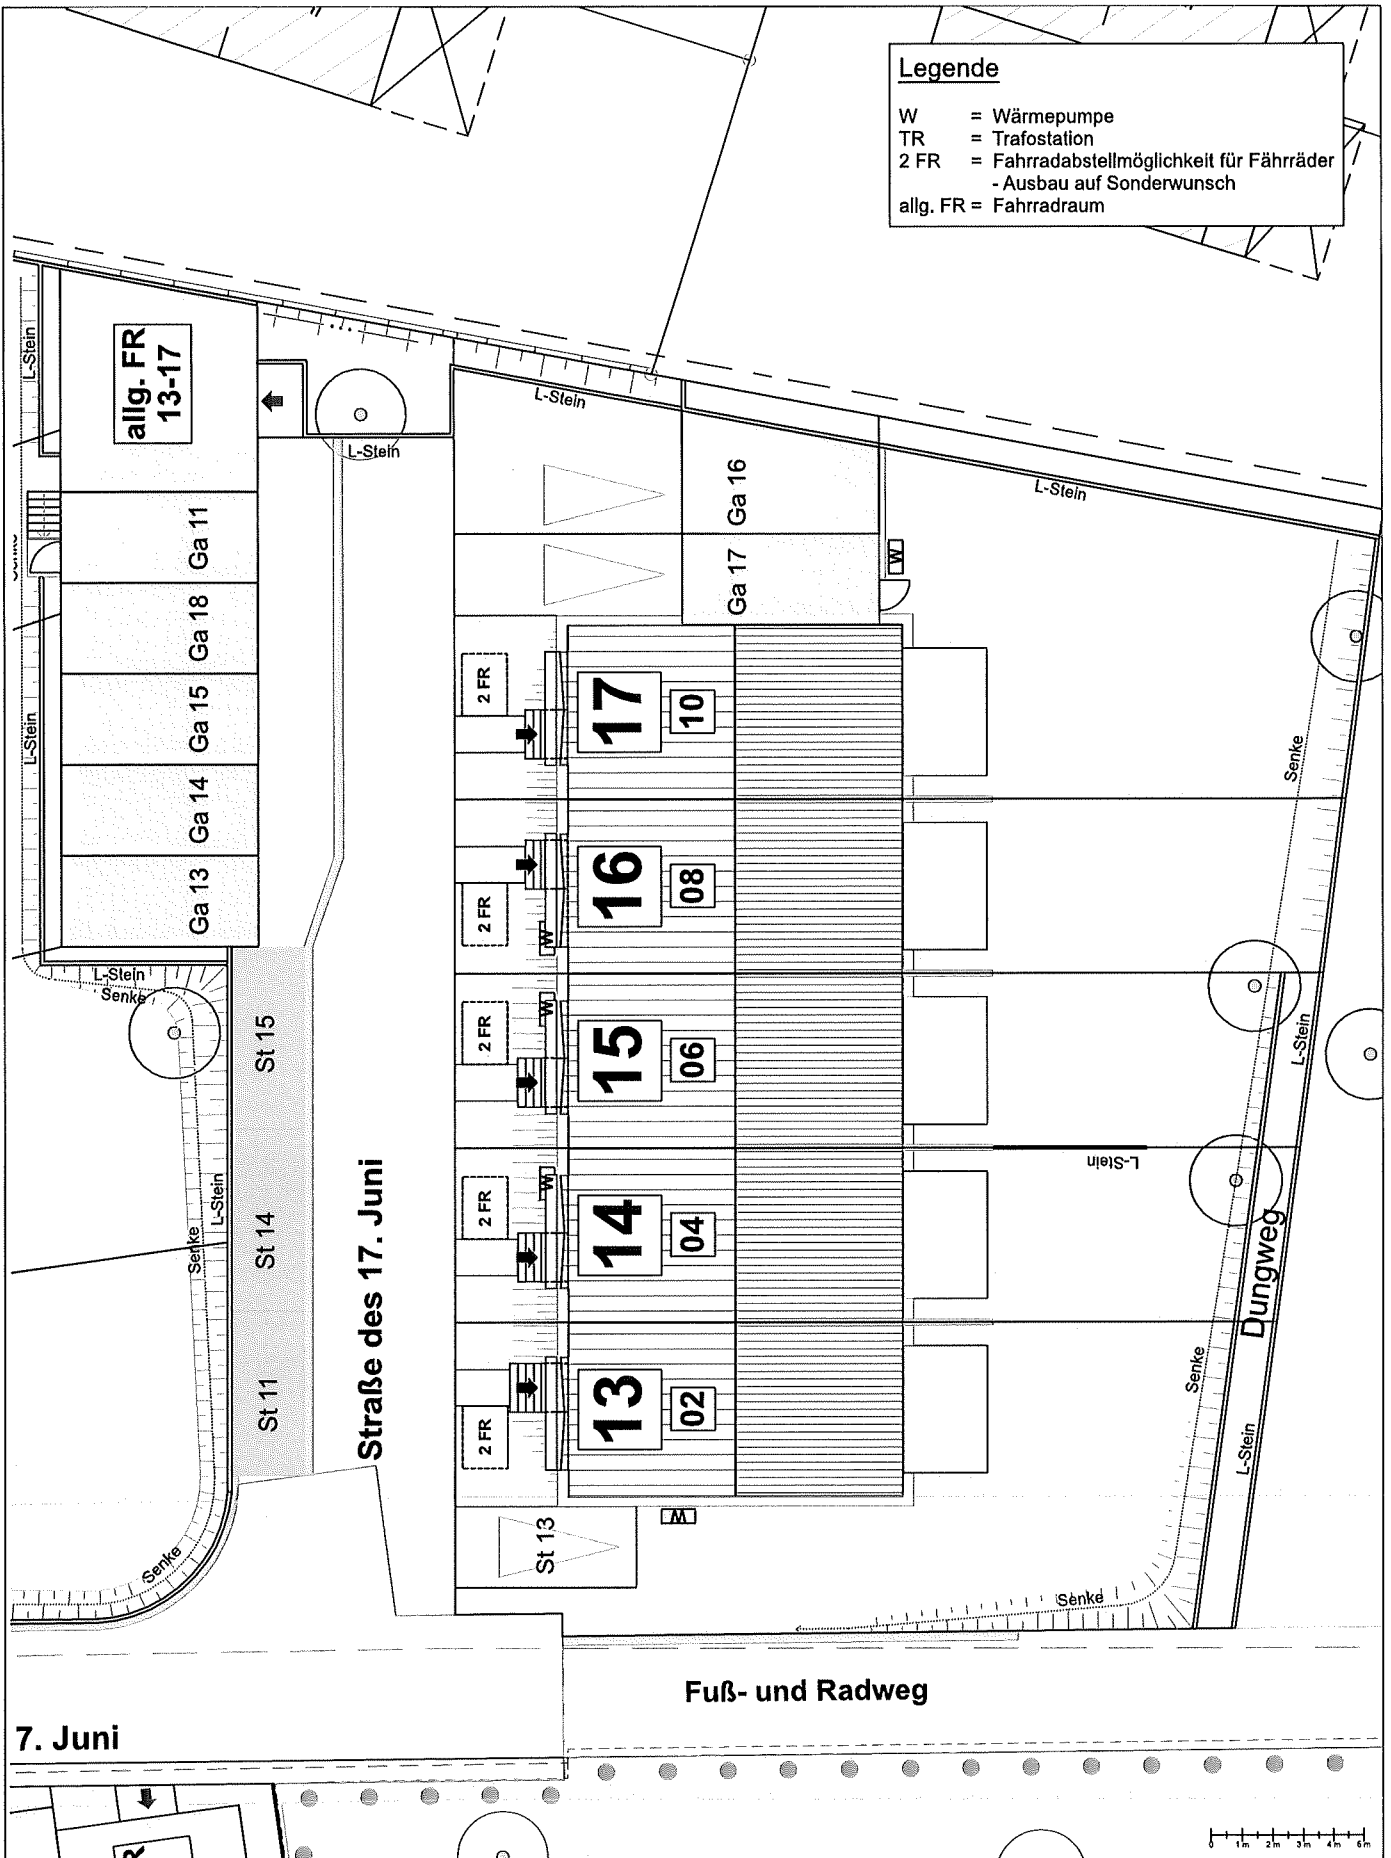 Legende
W = Wärmepumpe
TR = Trafostation
2 FR = Fahrradabstellmöglichkeit für Fährräder
- Ausbau auf Sonderwunsch
allg. FR = Fahrradraum
L-Stein
allg. FR
13-17
L-Stein
L-Stein
L-Stein
Ga 16
Ga 17
W
Ga 11
Ga 18
Ga 15
Ga 14
Ga 13
L-Stein
L-Stein
Senke
2 FR
17
10
Senke
2 FR
W
16
08
W
2 FR
15
06
L-Stein
W
2 FR
14
04
L-Stein
2 FR
13
02
St 15
St 14
St 11
L-Stein
Senke
Straße des 17. Juni
Dungweg
Senke
L-Stein
St 13
W
Senke
Senke
Fuß- und Radweg
7. Juni
R
0 1m 2m 3m 4m 5m